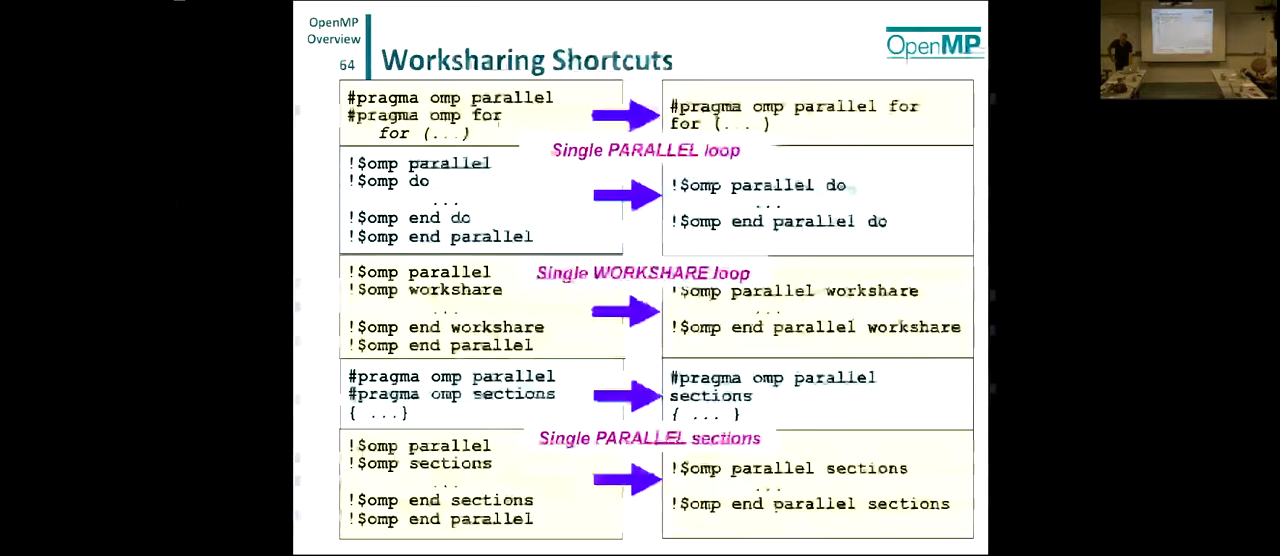 OpenMP
Overview
64
Worksharing Shortcuts
OpenMP
#pragma omp parallel
#pragma omp for
for (...)
#pragma omp parallel for
for (... )
Single PARALLEL loop
!$omp parallel
!$omp do
...
!$omp end do
!$omp end parallel
!$omp parallel do
...
!$omp end parallel do
Single WORKSHARE loop
!$omp parallel
!$omp workshare
...
!$omp end workshare
!$omp end parallel
!$omp parallel workshare
...
!$omp end parallel workshare
#pragma omp parallel
#pragma omp sections
{ ...}
#pragma omp parallel
sections
{ ... }
Single PARALLEL sections
!$omp parallel
!$omp sections
...
!$omp end sections
!$omp end parallel
!$omp parallel sections
...
!$omp end parallel sections